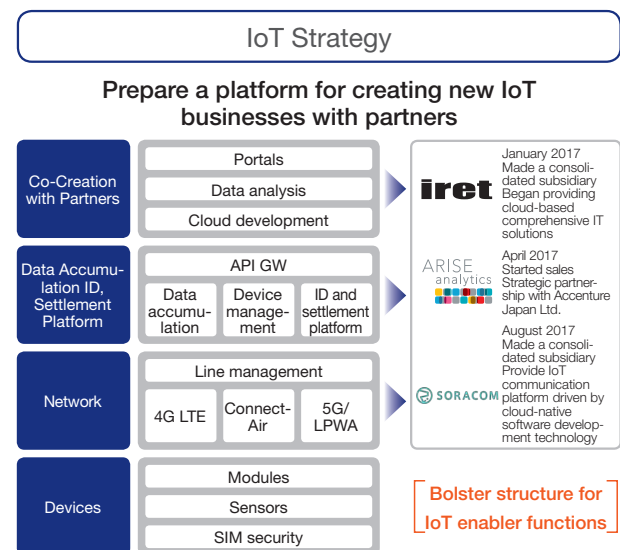 IoT Strategy
Prepare a platform for creating new IoT
businesses with partners
Co-Creation
with Partners
Portals
Data analysis
Cloud development
iret
January 2017
Made a consoli-
dated subsidiary
Began providing
cloud-based
comprehensive IT
solutions
Data Accumu-
lation ID,
Settlement
Platform
API GW
Data
accumu-
lation
Device
manage-
ment
ID and
settlement
platform
ARISE
analytics
April 2017
Started sales
Strategic partner-
ship with Accenture
Japan Ltd.
Network
Line management
4G LTE
Connect-
Air
5G/
LPWA
SORACOM
August 2017
Made a consoli-
dated subsidiary
Provide IoT
communication
platform driven by
cloud-native
software develop-
ment technology
Devices
Modules
Sensors
SIM security
Bolster structure for
IoT enabler functions